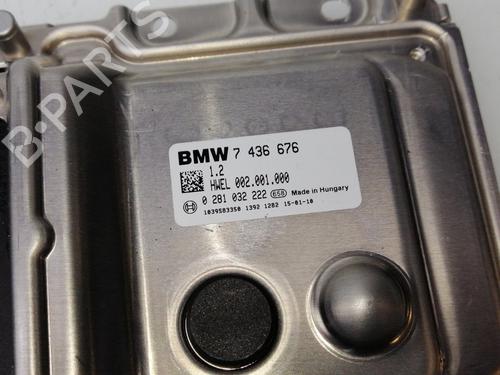 B-PARTS
BMW 7 436 676
1.2
HWEL 002.001.000
0 281 032 222 658 Made in Hungary
1039S83350 1392 1282 15-01-10